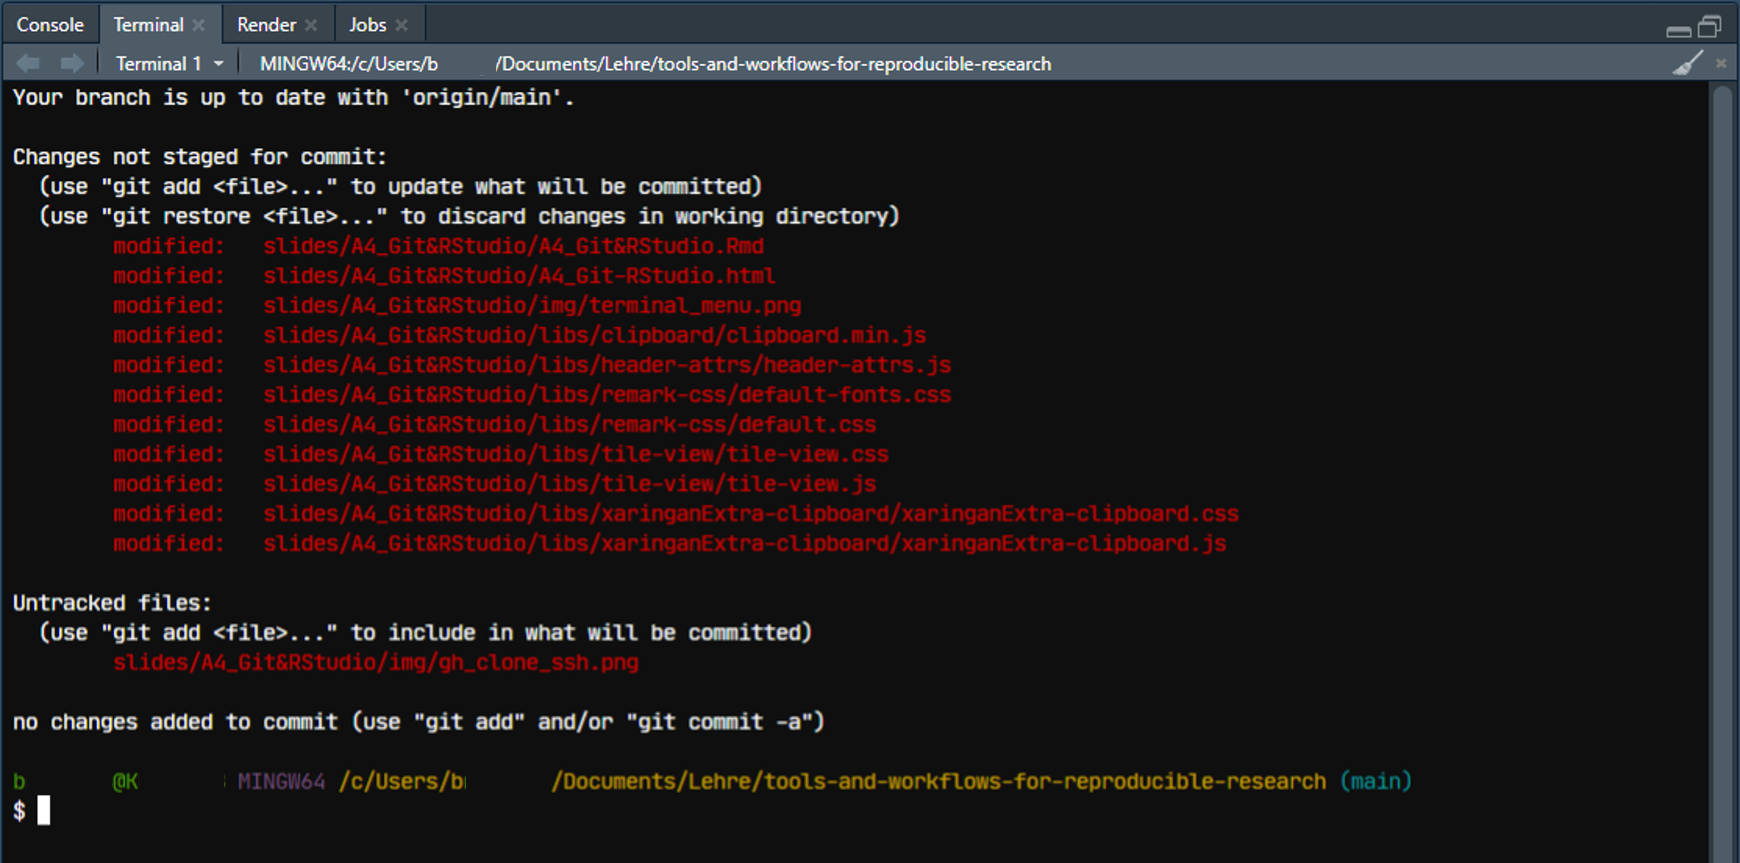 Console Terminal Render Jobs
Terminal 1 MINGW64:/c/Users/b /Documents/Lehre/tools-and-workflows-for-reproducible-research
Your branch is up to date with 'origin/main'.
Changes not staged for commit:
(use "git add <file>..." to update what will be committed)
(use "git restore <file>..." to discard changes in working directory)
modified: slides/A4_Git&RStudio/A4_Git&RStudio.Rmd
modified: slides/A4_Git&RStudio/A4_Git-RStudio.html
modified: slides/A4_Git&RStudio/img/terminal_menu.png
modified: slides/A4_Git&RStudio/libs/clipboard/clipboard.min.js
modified: slides/A4_Git&RStudio/libs/header-attrs/header-attrs.js
modified: slides/A4_Git&RStudio/libs/remark-css/default-fonts.css
modified: slides/A4_Git&RStudio/libs/remark-css/default.css
modified: slides/A4_Git&RStudio/libs/tile-view/tile-view.css
modified: slides/A4_Git&RStudio/libs/tile-view/tile-view.js
modified: slides/A4_Git&RStudio/libs/xaringanExtra-clipboard/xaringanExtra-clipboard.css
modified: slides/A4_Git&RStudio/libs/xaringanExtra-clipboard/xaringanExtra-clipboard.js
Untracked files:
(use "git add <file>..." to include in what will be committed)
slides/A4_Git&RStudio/img/gh_clone_ssh.png
no changes added to commit (use "git add" and/or "git commit -a")
b @K MINGW64 /c/Users/b /Documents/Lehre/tools-and-workflows-for-reproducible-research (main)
$